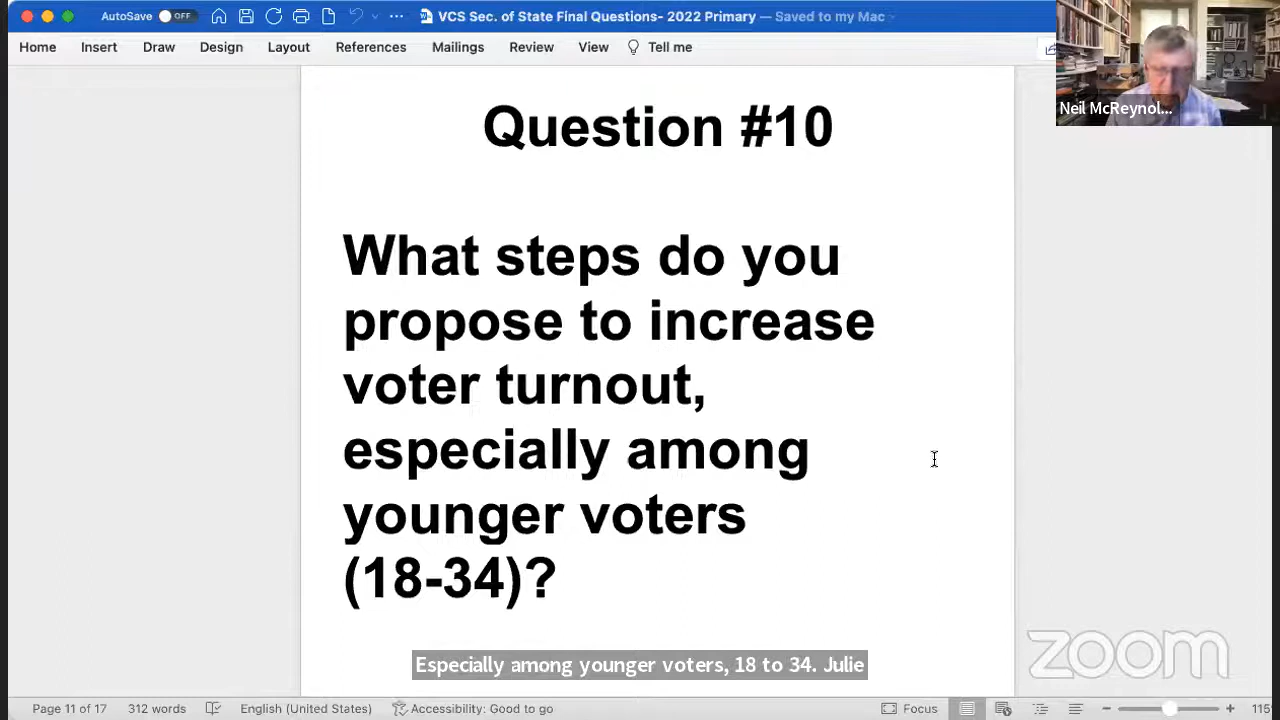 AutoSave OFF
VCS Sec. of State Final Questions- 2022 Primary — Saved to my Mac
Home Insert Draw Design Layout References Mailings Review View Tell me
Neil McReynol...
Question #10
What steps do you
propose to increase
voter turnout,
especially among
younger voters
(18-34)?
Especially among younger voters, 18 to 34. Julie
zoom
Page 11 of 17 312 words English (United States) Accessibility: Good to go Focus 115